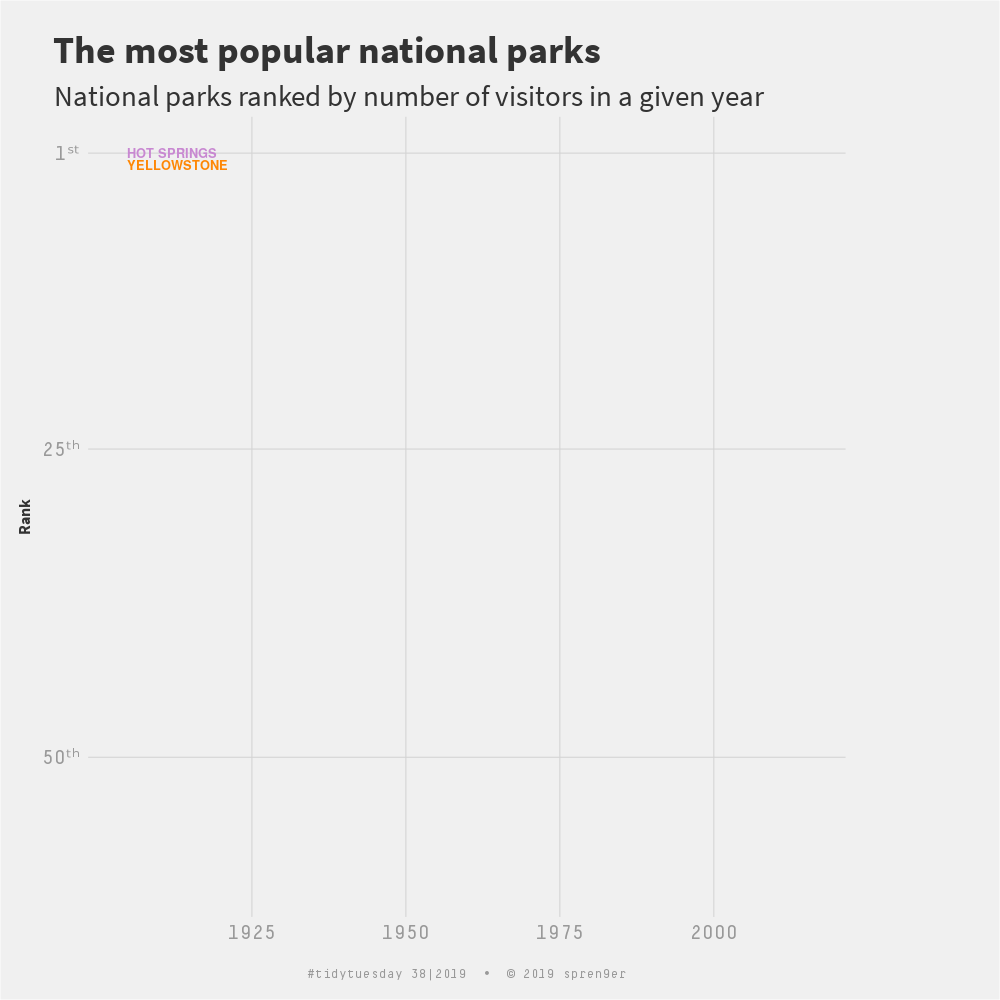 The most popular national parks
National parks ranked by number of visitors in a given year
1st
HOT SPRINGS
YELLOWSTONE
25th
Rank
50th
1925 1950 1975 2000
#tidytuesday 38|2019 • © 2019 spren9er